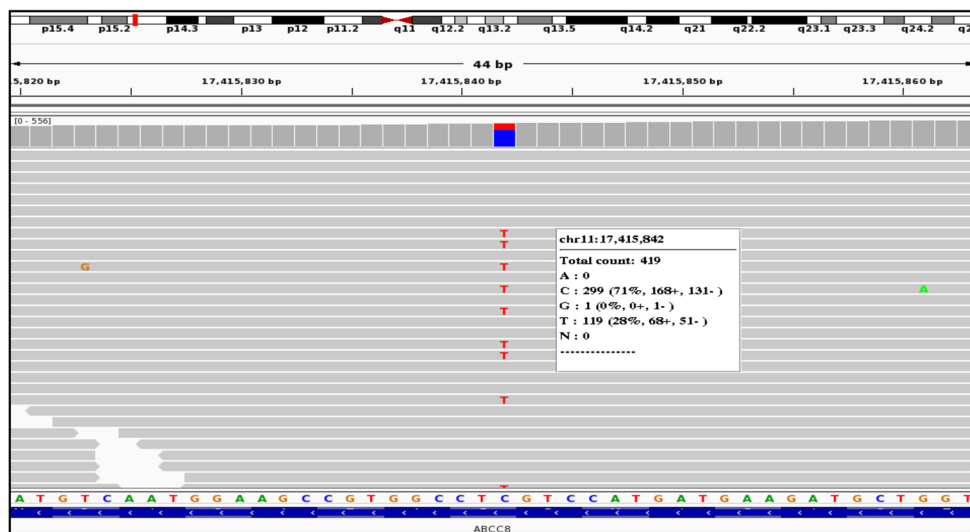 p15.4 p15.2 p14.3 p13 p12 p11.2 q11 q12.2 q13.2 q13.5 q14.2 q21 q22.2 q23.1 q23.3 q24.2
44 bp
17,415,830 bp 17,415,840 bp 17,415,850 bp 17,415,860 bp
[0 - 556]
T
T
G T
T A
T
T
T
T
chr11:17,415,842
Total count: 419
A : 0
C : 299 (71%, 168+, 131- )
G : 1 (0%, 0+, 1- )
T : 119 (28%, 68+, 51- )
N : 0
---------------
A T G T C A A T G G A A G C C G T G G C C T C G T C C A T G A T G A A G A T G C T G G T
ABCC8